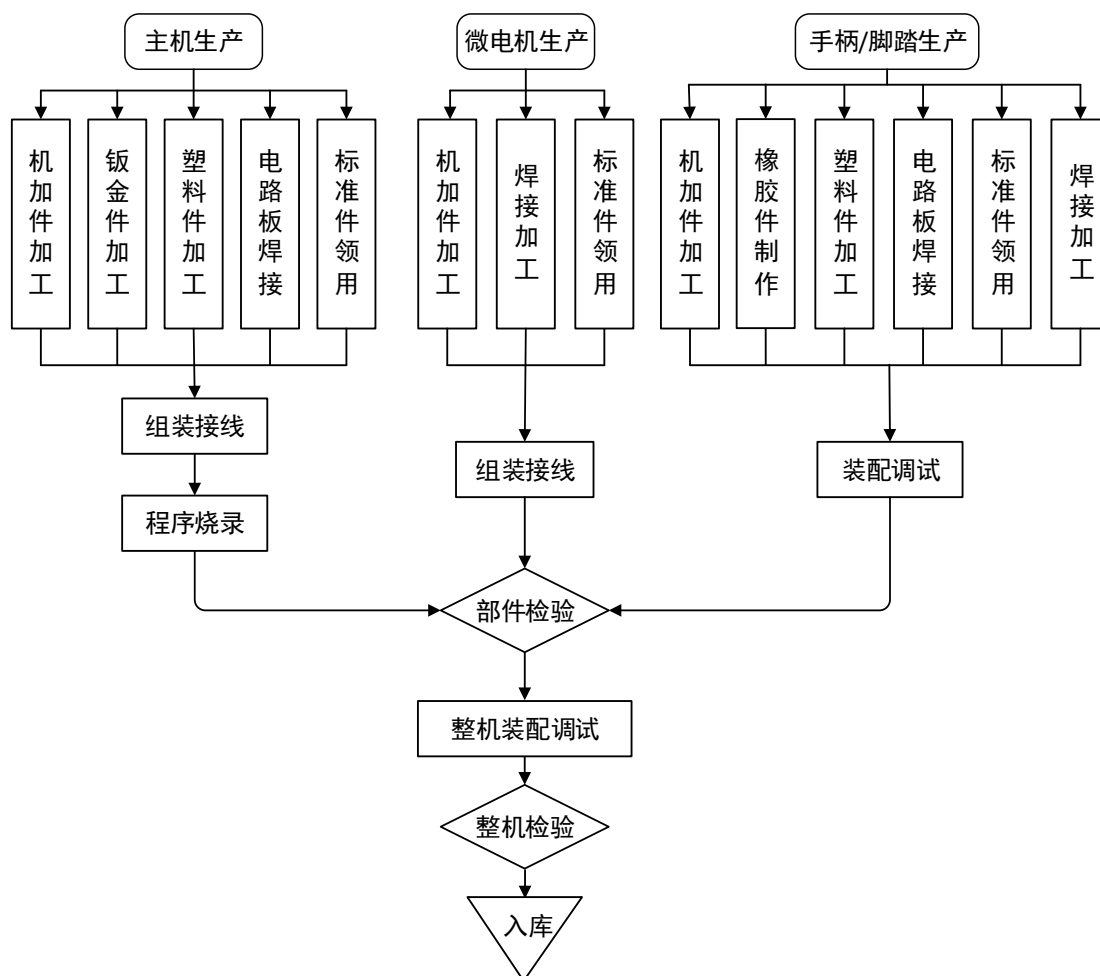 主机生产
微电机生产
手柄/脚踏生产
机加件加工
钣金件加工
塑料件加工
电路板焊接
标准件领用
机加件加工
焊接加工
标准件领用
机加件加工
橡胶件制作
塑料件加工
电路板焊接
标准件领用
焊接加工
组装接线
组装接线
装配调试
程序烧录
部件检验
整机装配调试
整机检验
入库